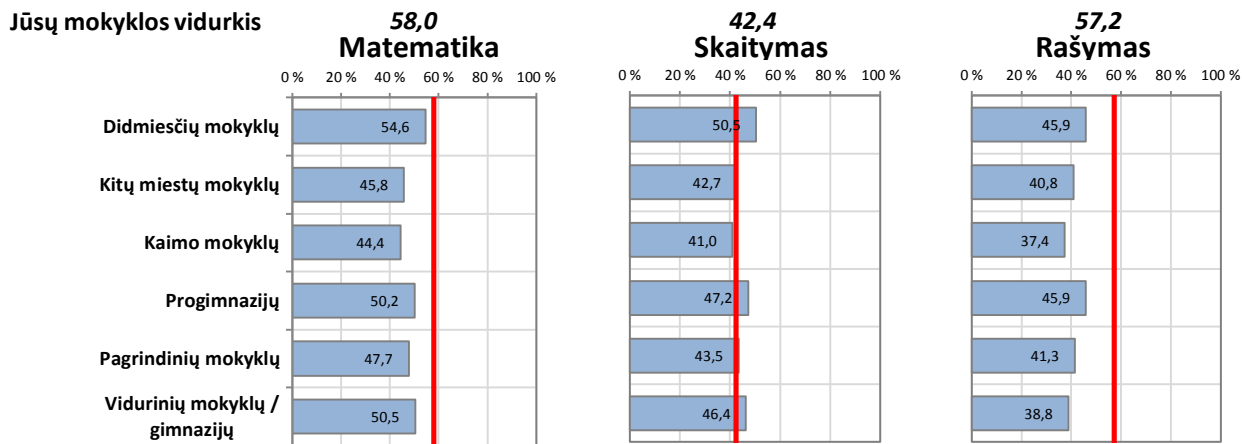 Jūsų mokyklos vidurkis 58,0 42,4 57,2
Matematika Skaitymas Rašymas
0 % 20 % 40 % 60 % 80 % 100 % 0 % 20 % 40 % 60 % 80 % 100 % 0 % 20 % 40 % 60 % 80 % 100 %
Didmiesčių mokyklų 54,6 50,5 45,9
Kitų miestų mokyklų 45,8 42,7 40,8
Kaimo mokyklų 44,4 41,0 37,4
Progimnazijų 50,2 47,2 45,9
Pagrindinių mokyklų 47,7 43,5 41,3
Vidurinių mokyklų /
gimnazijų 50,5 46,4 38,8